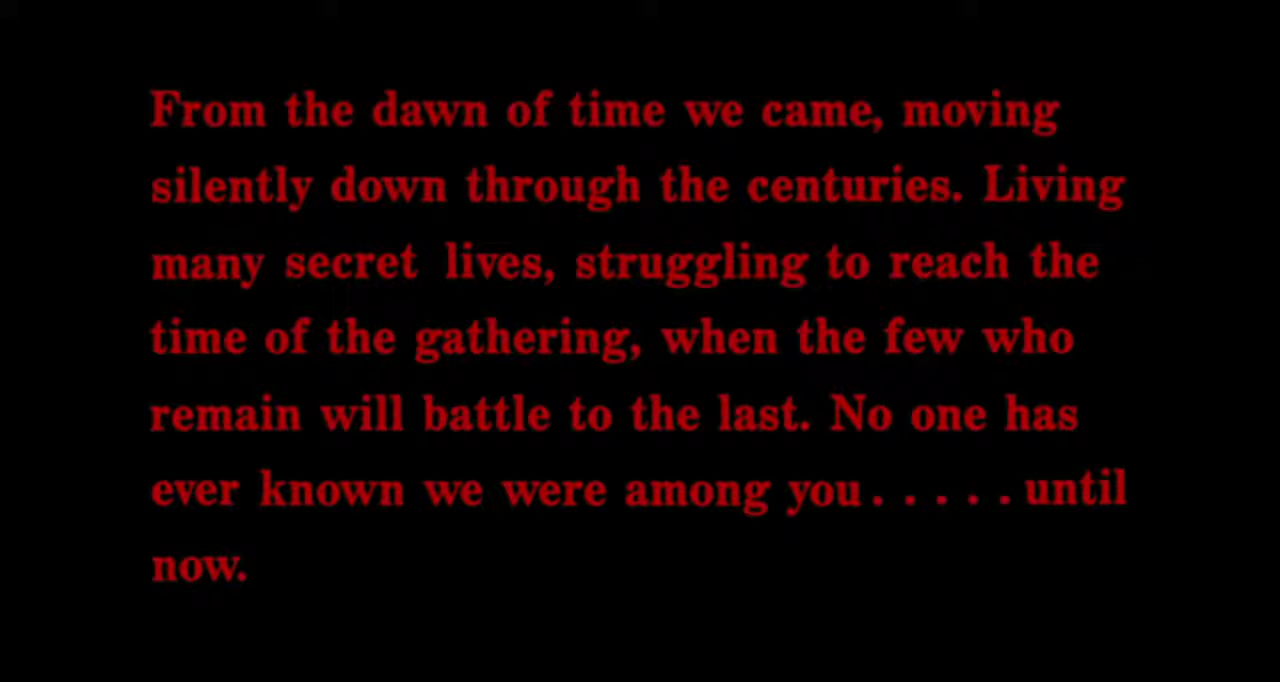 From the dawn of time we came, moving
silently down through the centuries. Living
many secret lives, struggling to reach the
time of the gathering, when the few who
remain will battle to the last. No one has
ever known we were among you . . . . . until
now.